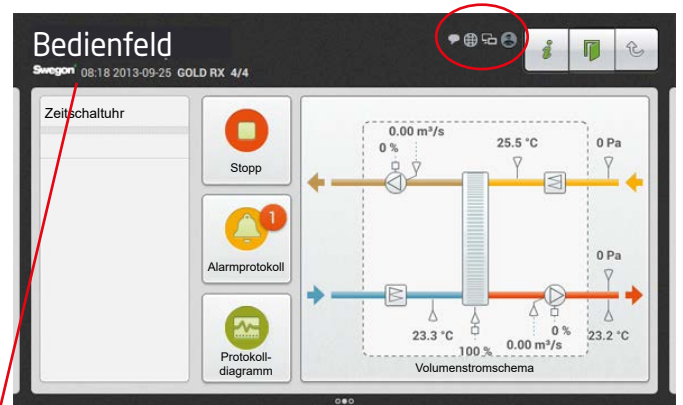 Bedienfeld
Swegon 08:18 2013-09-25 GOLD RX 4/4
Zeitschaltuhr
Stopp
1
Alarmprotokoll
Protokoll-
diagramm
0.00 m³/s
0 %
25.5 °C
0 Pa
0 Pa
23.3 °C
100 %
0.00 m³/s
0 %
23.2 °C
Volumenstromschema